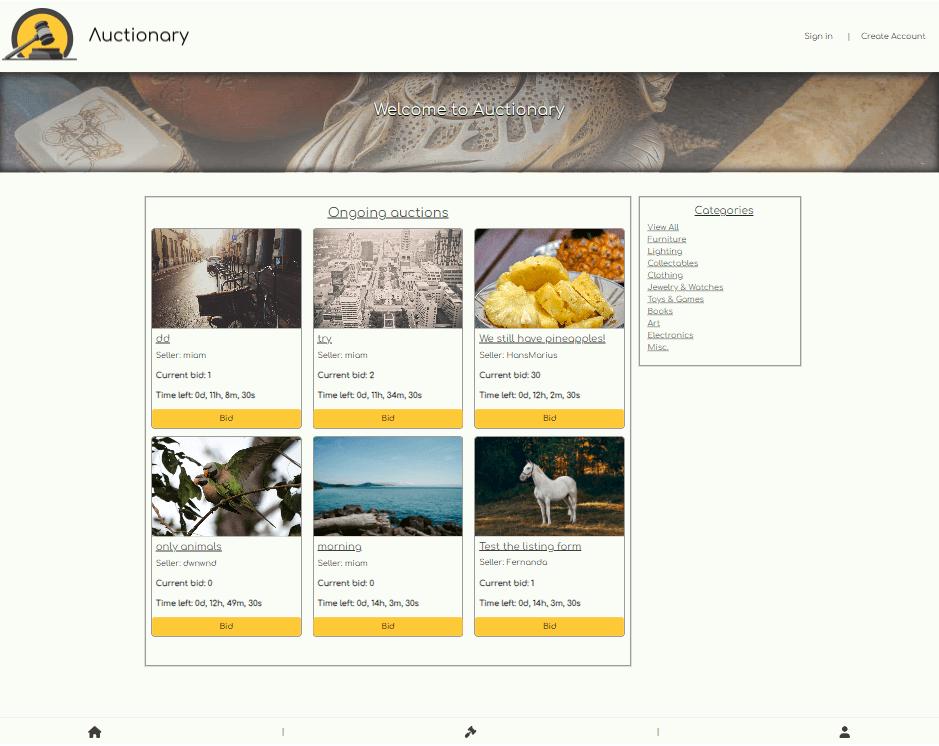 Auctionary
Sign in | Create Account
Welcome to Auctionary
Ongoing auctions
dd
Seller: miam
Current bid: 1
Time left: 0d, 11h, 8m, 30s
Bid
try
Seller: miam
Current bid: 2
Time left: 0d, 11h, 34m, 30s
Bid
We still have pineapples!
Seller: HansMarius
Current bid: 30
Time left: 0d, 12h, 2m, 30s
Bid
only animals
Seller: dwnwnd
Current bid: 0
Time left: 0d, 12h, 49m, 30s
Bid
morning
Seller: miam
Current bid: 0
Time left: 0d, 14h, 3m, 30s
Bid
Test the listing form
Seller: Fernanda
Current bid: 1
Time left: 0d, 14h, 3m, 30s
Bid
Categories
View All
Furniture
Lighting
Collectables
Clothing
Jewelry & Watches
Toys & Games
Books
Art
Electronics
Misc.